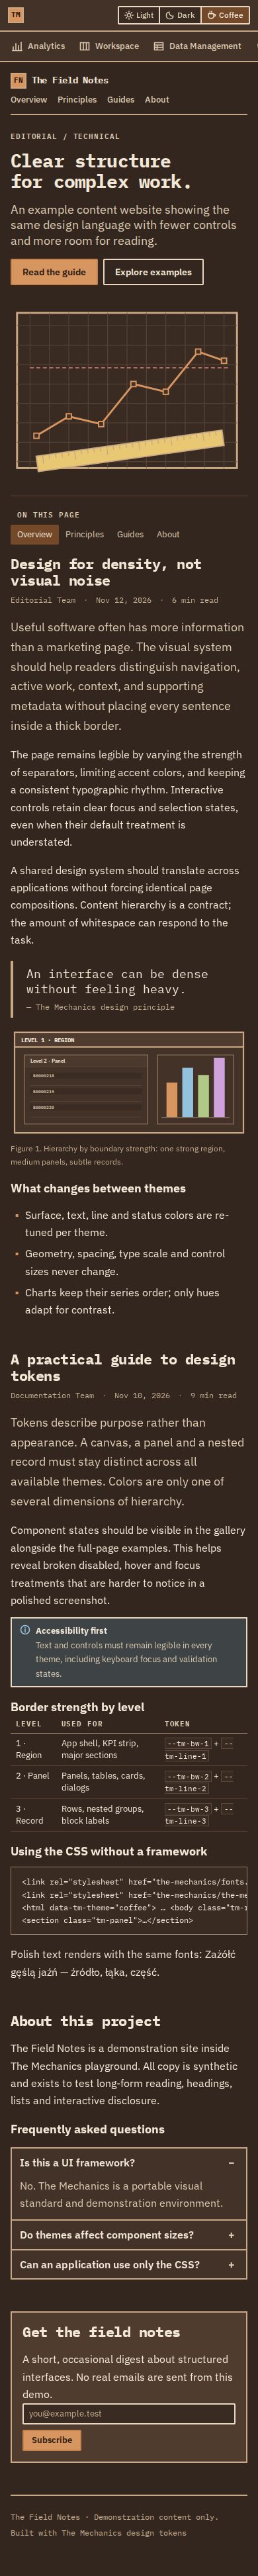 TM
Light
Dark
Coffee
Analytics
Workspace
Data Management
FN The Field Notes
Overview Principles Guides About
EDITORIAL / TECHNICAL
Clear structure
for complex work.
An example content website showing the
same design language with fewer controls
and more room for reading.
Read the guide
Explore examples
ON THIS PAGE
Overview Principles Guides About
Design for density, not
visual noise
Editorial Team · Nov 12, 2026 · 6 min read
Useful software often has more information
than a marketing page. The visual system
should help readers distinguish navigation,
active work, context, and supporting
metadata without placing every sentence
inside a thick border.
The page remains legible by varying the strength
of separators, limiting accent colors, and keeping
a consistent typographic rhythm. Interactive
controls retain clear focus and selection states,
even when their default treatment is
understated.
A shared design system should translate across
applications without forcing identical page
compositions. Content hierarchy is a contract;
the amount of whitespace can respond to the
task.
An interface can be dense
without feeling heavy.
— The Mechanics design principle
LEVEL 1 · REGION
Level 2 · Panel
Figure 1. Hierarchy by boundary strength: one strong region,
medium panels, subtle records.
What changes between themes
Surface, text, line and status colors are re-
tuned per theme.
Geometry, spacing, type scale and control
sizes never change.
Charts keep their series order; only hues
adapt for contrast.
A practical guide to design
tokens
Documentation Team · Nov 10, 2026 · 9 min read
Tokens describe purpose rather than
appearance. A canvas, a panel and a nested
record must stay distinct across all
available themes. Colors are only one of
several dimensions of hierarchy.
Component states should be visible in the gallery
alongside the full-page examples. This helps
reveal broken disabled, hover and focus
treatments that are harder to notice in a
polished screenshot.
Accessibility first
Text and controls must remain legible in every
theme, including keyboard focus and validation
states.
Border strength by level
LEVEL USED FOR TOKEN
1 · Region
App shell, KPI strip, major sections
--tm-bw-1 + --tm-line-1
2 · Panel
Panels, tables, cards, dialogs
--tm-bw-2 + --tm-line-2
3 · Record
Rows, nested groups, block labels
--tm-bw-3 + --tm-line-3
Using the CSS without a framework
<link rel="stylesheet" href="the-mechanics/fonts.
<link rel="stylesheet" href="the-mechanics/the-me
<html data-tm-theme="coffee"> … <body class="tm-
<section class="tm-panel">…</section>
Polish text renders with the same fonts: Zażółć
gęślą jaźń — źródło, łąka, część.
About this project
The Field Notes is a demonstration site inside
The Mechanics playground. All copy is synthetic
and exists to test long-form reading, headings,
lists and interactive disclosure.
Frequently asked questions
Is this a UI framework? −
No. The Mechanics is a portable visual
standard and demonstration environment.
Do themes affect component sizes? +
Can an application use only the CSS? +
Get the field notes
A short, occasional digest about structured
interfaces. No real emails are sent from this
demo.
you@example.test
Subscribe
The Field Notes · Demonstration content only.
Built with The Mechanics design tokens